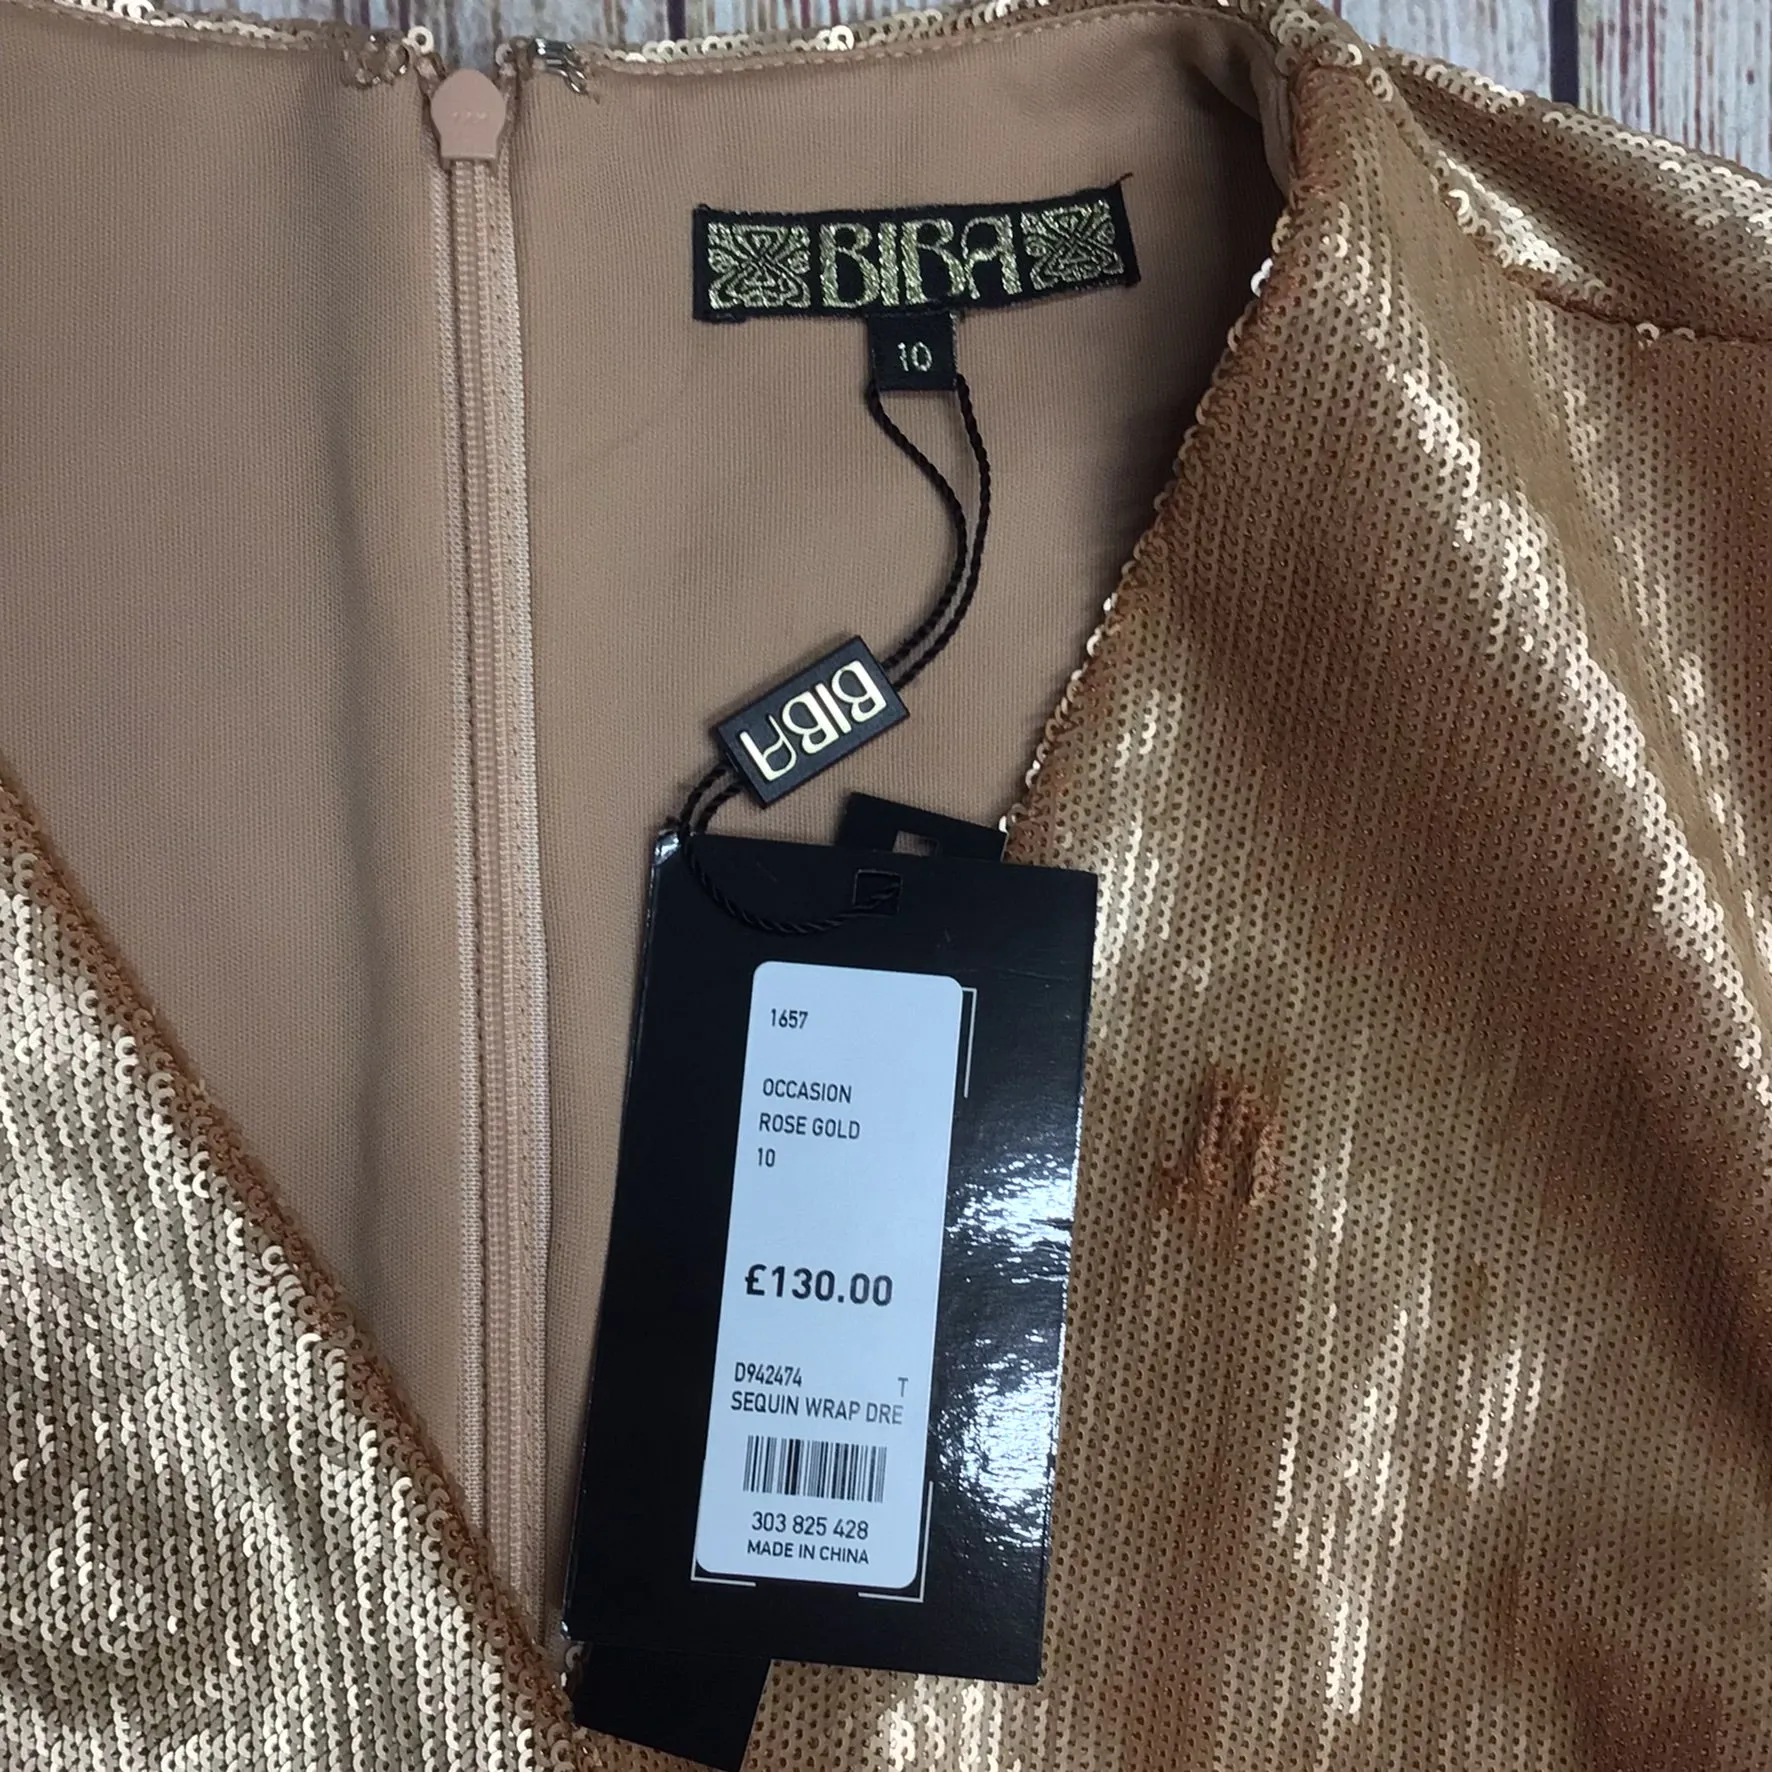 BIBA
10
BIBA
1657
OCCASION
ROSE GOLD
10
£130.00
D942474 T
SEQUIN WRAP DRE
303 825 428
MADE IN CHINA